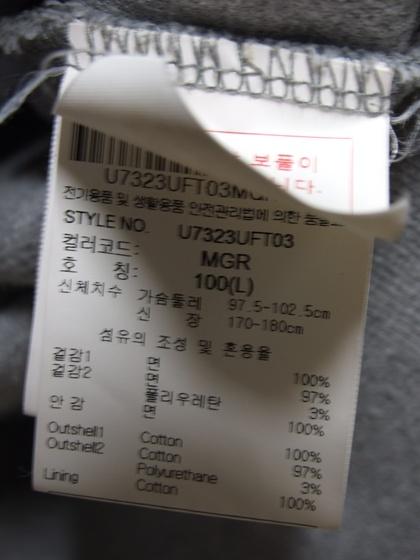 보풀이
니다.
U7323UFT03MG
전기용품 및 생활용품 안전관리법에 의한
STYLE NO. U7323UFT03
컬러코드: MGR
호 칭: 100(L)
신체치수 가슴둘레 97.5-102.5cm
신 장 170-180cm
섬유의 조성 및 혼용율
겉감1 면 100%
겉감2 면 97%
폴리우레탄 3%
안 감 면 100%
Outshell1 Cotton 100%
Outshell2 Cotton 97%
Polyurethane 3%
Lining Cotton 100%